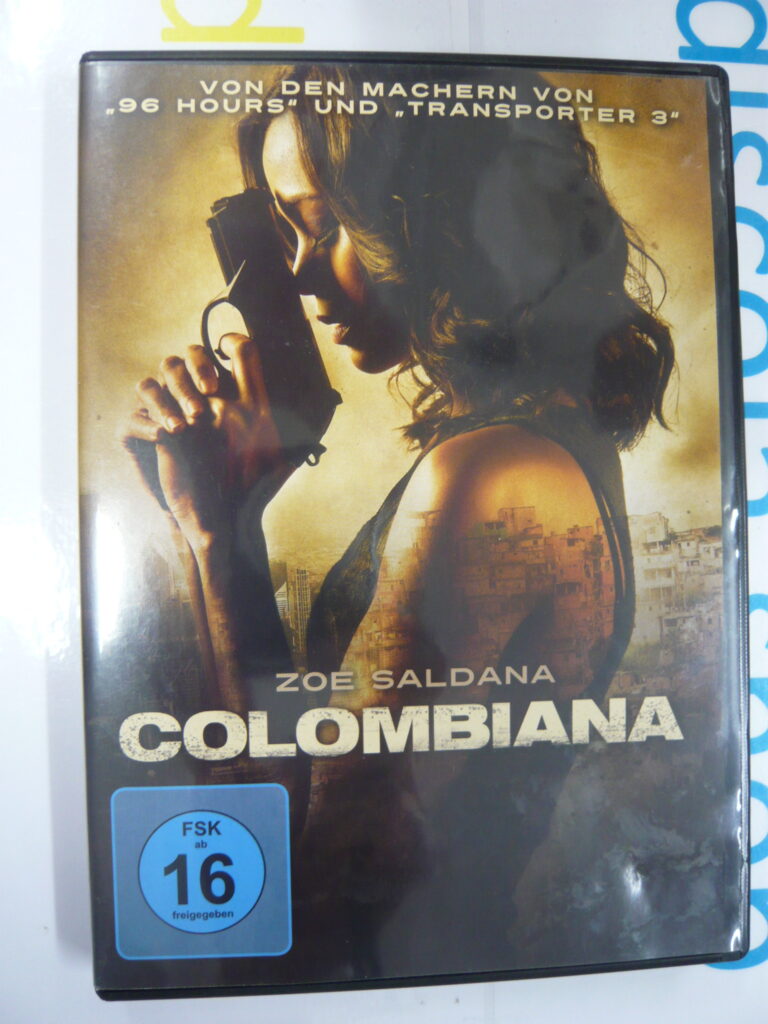 VON DEN MACHERN VON
„96 HOURS“ UND „TRANSPORTER 3“
ZOE SALDANA
COLOMBIANA
FSK
ab
16
freigegeben